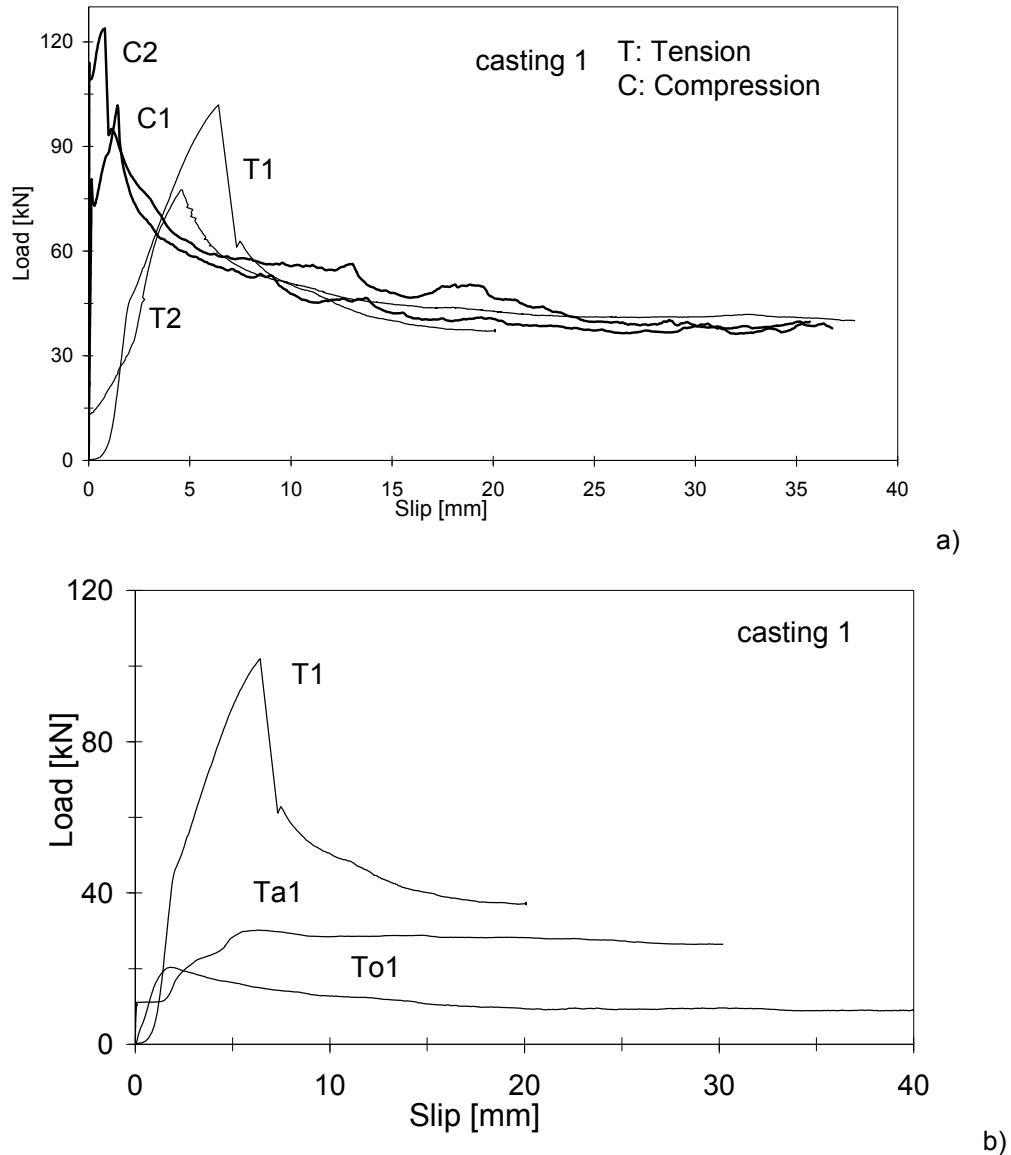 120
90
60
30
0
Load [kN]
C2
C1
T1
T2
casting 1
T: Tension
C: Compression
0 5 10 15 20 25 30 35 40
Slip [mm]
a)
120
80
40
0
Load [kN]
casting 1
T1
Ta1
To1
0 10 20 30 40
Slip [mm]
b)